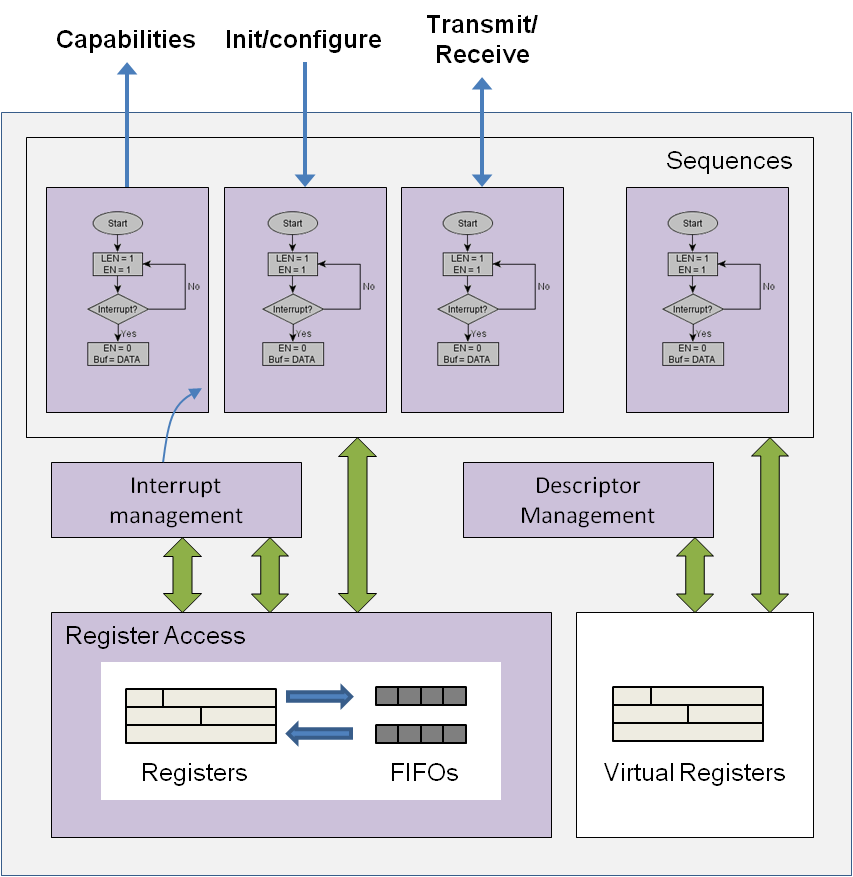 Capabilities
Init/configure
Transmit/
Receive
Sequences
Start
LEN = 1
EN = 1
No
Interrupt?
Yes
EN = 0
Buf = DATA
Start
LEN = 1
EN = 1
No
Interrupt?
Yes
EN = 0
Buf = DATA
Start
LEN = 1
EN = 1
No
Interrupt?
Yes
EN = 0
Buf = DATA
Start
LEN = 1
EN = 1
No
Interrupt?
Yes
EN = 0
Buf = DATA
Interrupt
management
Descriptor
Management
Register Access
Registers
FIFOs
Virtual Registers